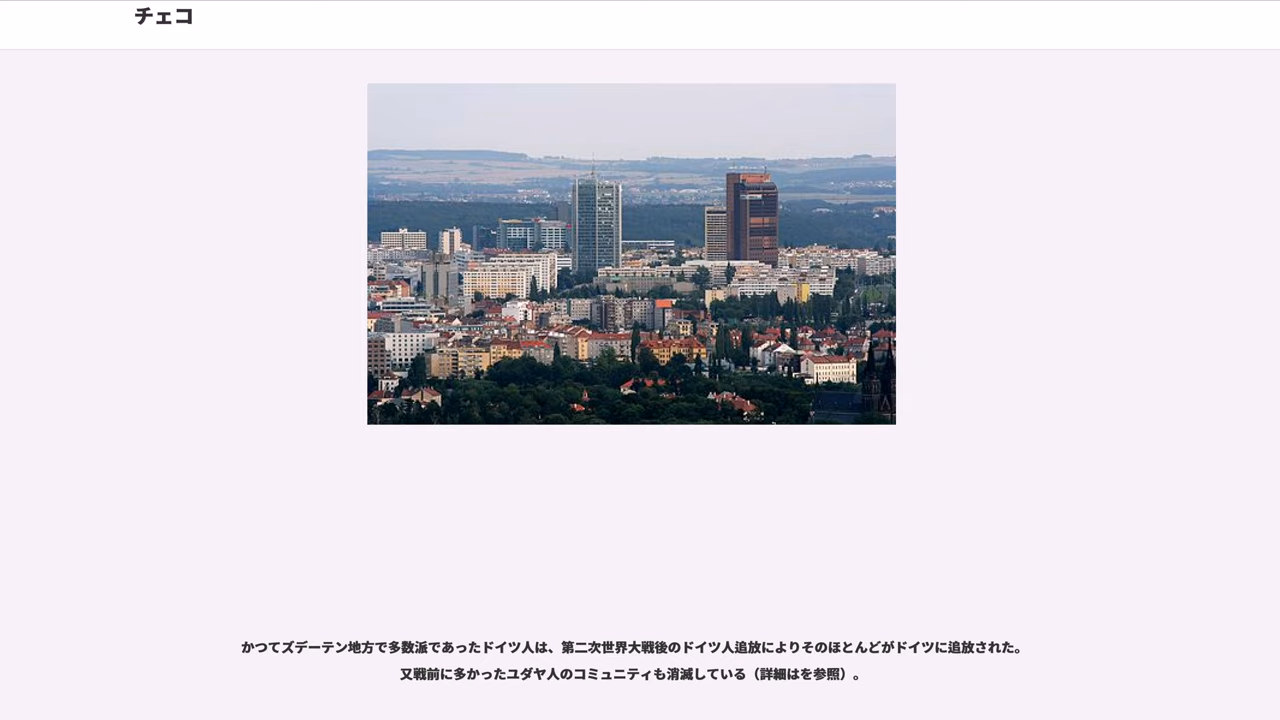 チェコ
かつてズデーテン地方で多数派であったドイツ人は、第二次世界大戦後のドイツ人追放によりそのほとんどがドイツに追放された。
又戦前に多かったユダヤ人のコミュニティも消滅している（詳細はを参照）。